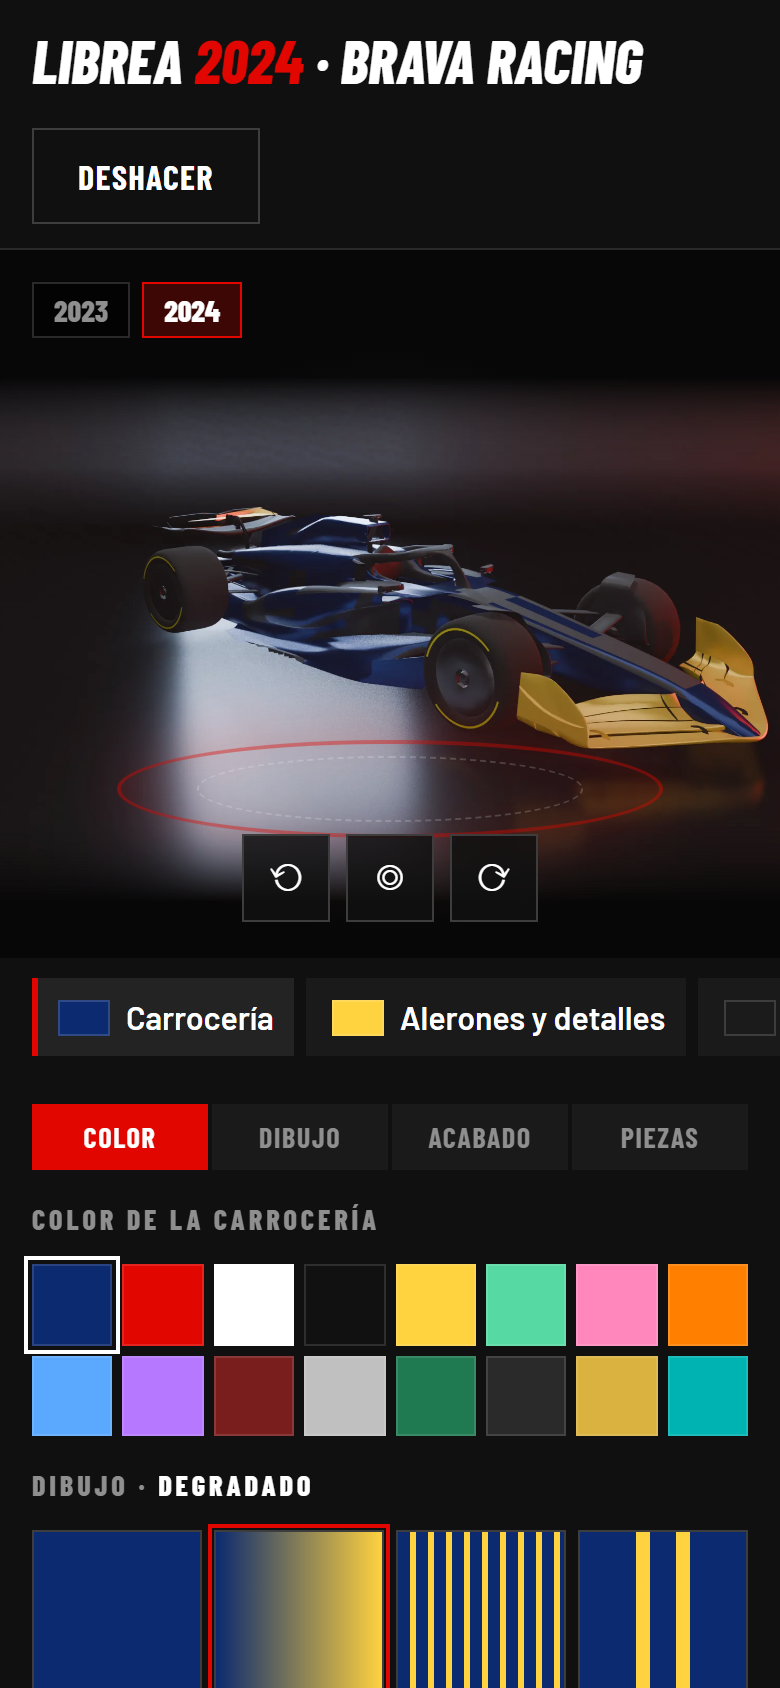 LIBREA 2024 · BRAVA RACING
DESHACER
2023 2024
Carrocería Alerones y detalles
COLOR DIBUJO ACABADO PIEZAS
COLOR DE LA CARROCERÍA
DIBUJO · DEGRADADO